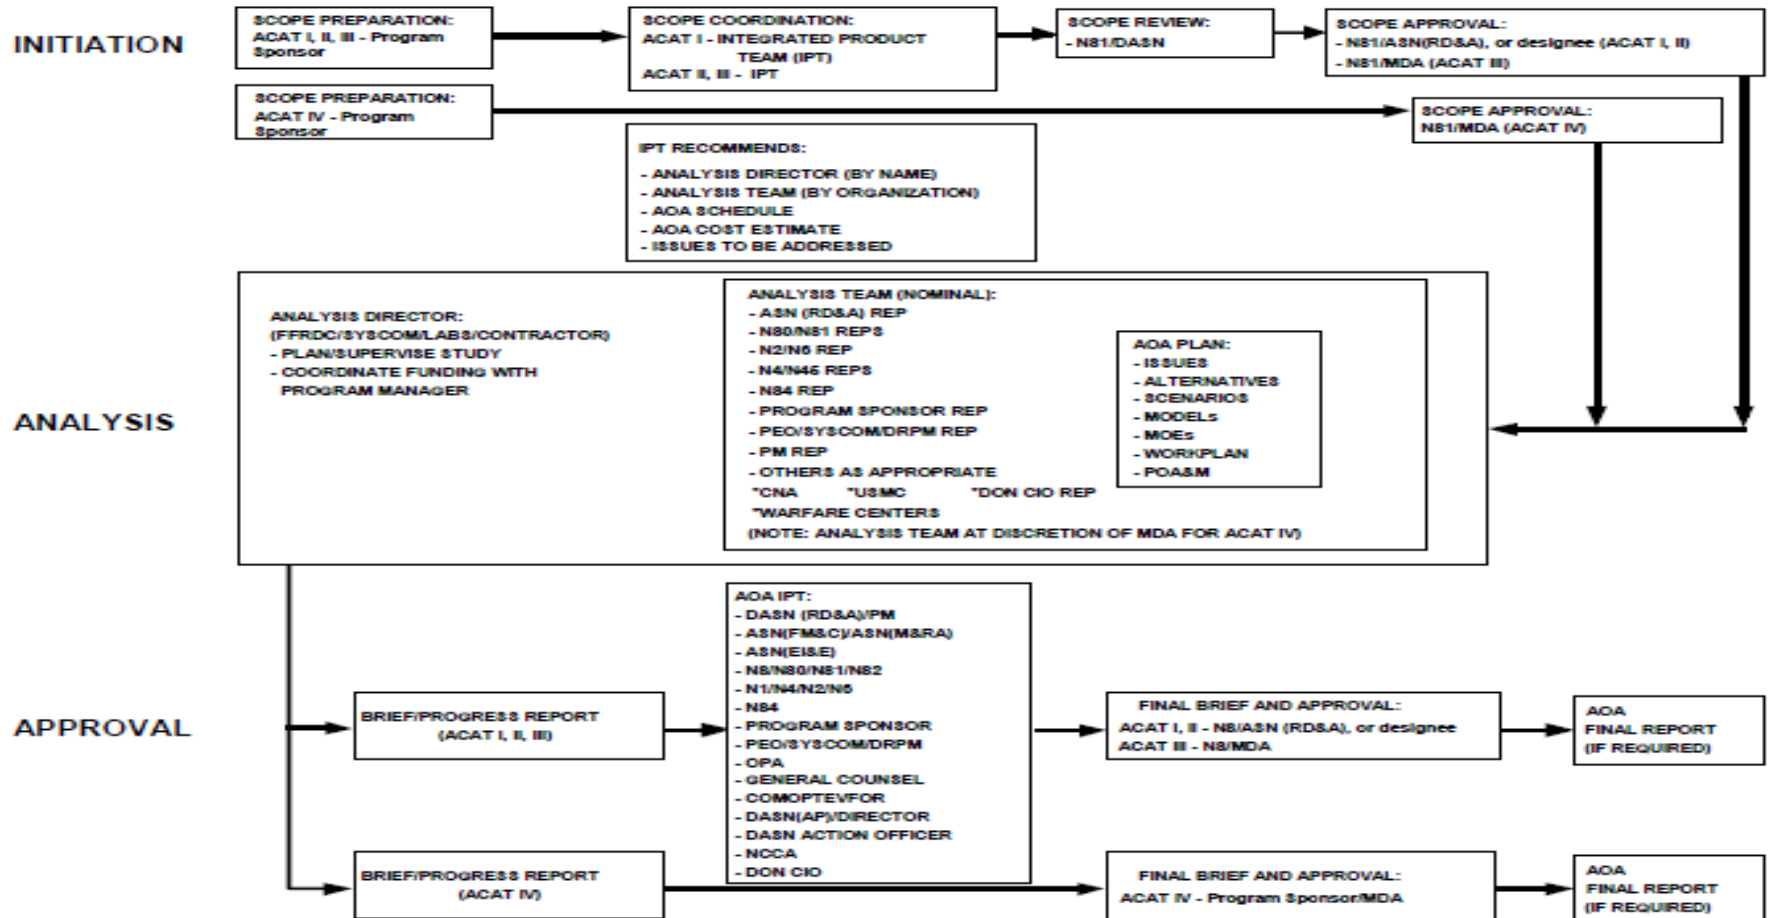 INITIATION
SCOPE PREPARATION:
ACAT I, II, III - Program
Sponsor
SCOPE COORDINATION:
ACAT I - INTEGRATED PRODUCT
TEAM (IPT)
ACAT II, III - IPT
SCOPE REVIEW:
- N81/DASN
SCOPE APPROVAL:
- N81/ASN(RD&A), or designee (ACAT I, II)
- N81/MDA (ACAT III)
SCOPE PREPARATION:
ACAT IV - Program
Sponsor
SCOPE APPROVAL:
N81/MDA (ACAT IV)
IPT RECOMMENDS:
- ANALYSIS DIRECTOR (BY NAME)
- ANALYSIS TEAM (BY ORGANIZATION)
- AOA SCHEDULE
- AOA COST ESTIMATE
- ISSUES TO BE ADDRESSED
ANALYSIS
ANALYSIS DIRECTOR:
(FFRDC/SYSCOM/LABS/CONTRACTOR)
- PLAN/SUPERVISE STUDY
- COORDINATE FUNDING WITH
PROGRAM MANAGER
ANALYSIS TEAM (NOMINAL):
- ASN (RD&A) REP
- N80/N81 REPS
- N2/N6 REP
- N4/N45 REPS
- N84 REP
- PROGRAM SPONSOR REP
- PEO/SYSCOM/DRPM REP
- PM REP
- OTHERS AS APPROPRIATE
*CNA *USMC *DON CIO REP
*WARFARE CENTERS
(NOTE: ANALYSIS TEAM AT DISCRETION OF MDA FOR ACAT IV)
AOA PLAN:
- ISSUES
- ALTERNATIVES
- SCENARIOS
- MODELs
- MOEs
- WORKPLAN
- POA&M
APPROVAL
BRIEF/PROGRESS REPORT
(ACAT I, II, III)
AOA IPT:
- DASN (RD&A)/PM
- ASN(FM&C)/ASN(M&RA)
- ASN(EI&E)
- N8/N80/N81/N82
- N1/N4/N2/N6
- N84
- PROGRAM SPONSOR
- PEO/SYSCOM/DRPM
- OPA
- GENERAL COUNSEL
- COMOPTEVFOR
- DASN(AP)/DIRECTOR
- DASN ACTION OFFICER
- NCCA
- DON CIO
FINAL BRIEF AND APPROVAL:
ACAT I, II - N8/ASN (RD&A), or designee
ACAT III - N8/MDA
AOA
FINAL REPORT
(IF REQUIRED)
BRIEF/PROGRESS REPORT
(ACAT IV)
FINAL BRIEF AND APPROVAL:
ACAT IV - Program Sponsor/MDA
AOA
FINAL REPORT
(IF REQUIRED)